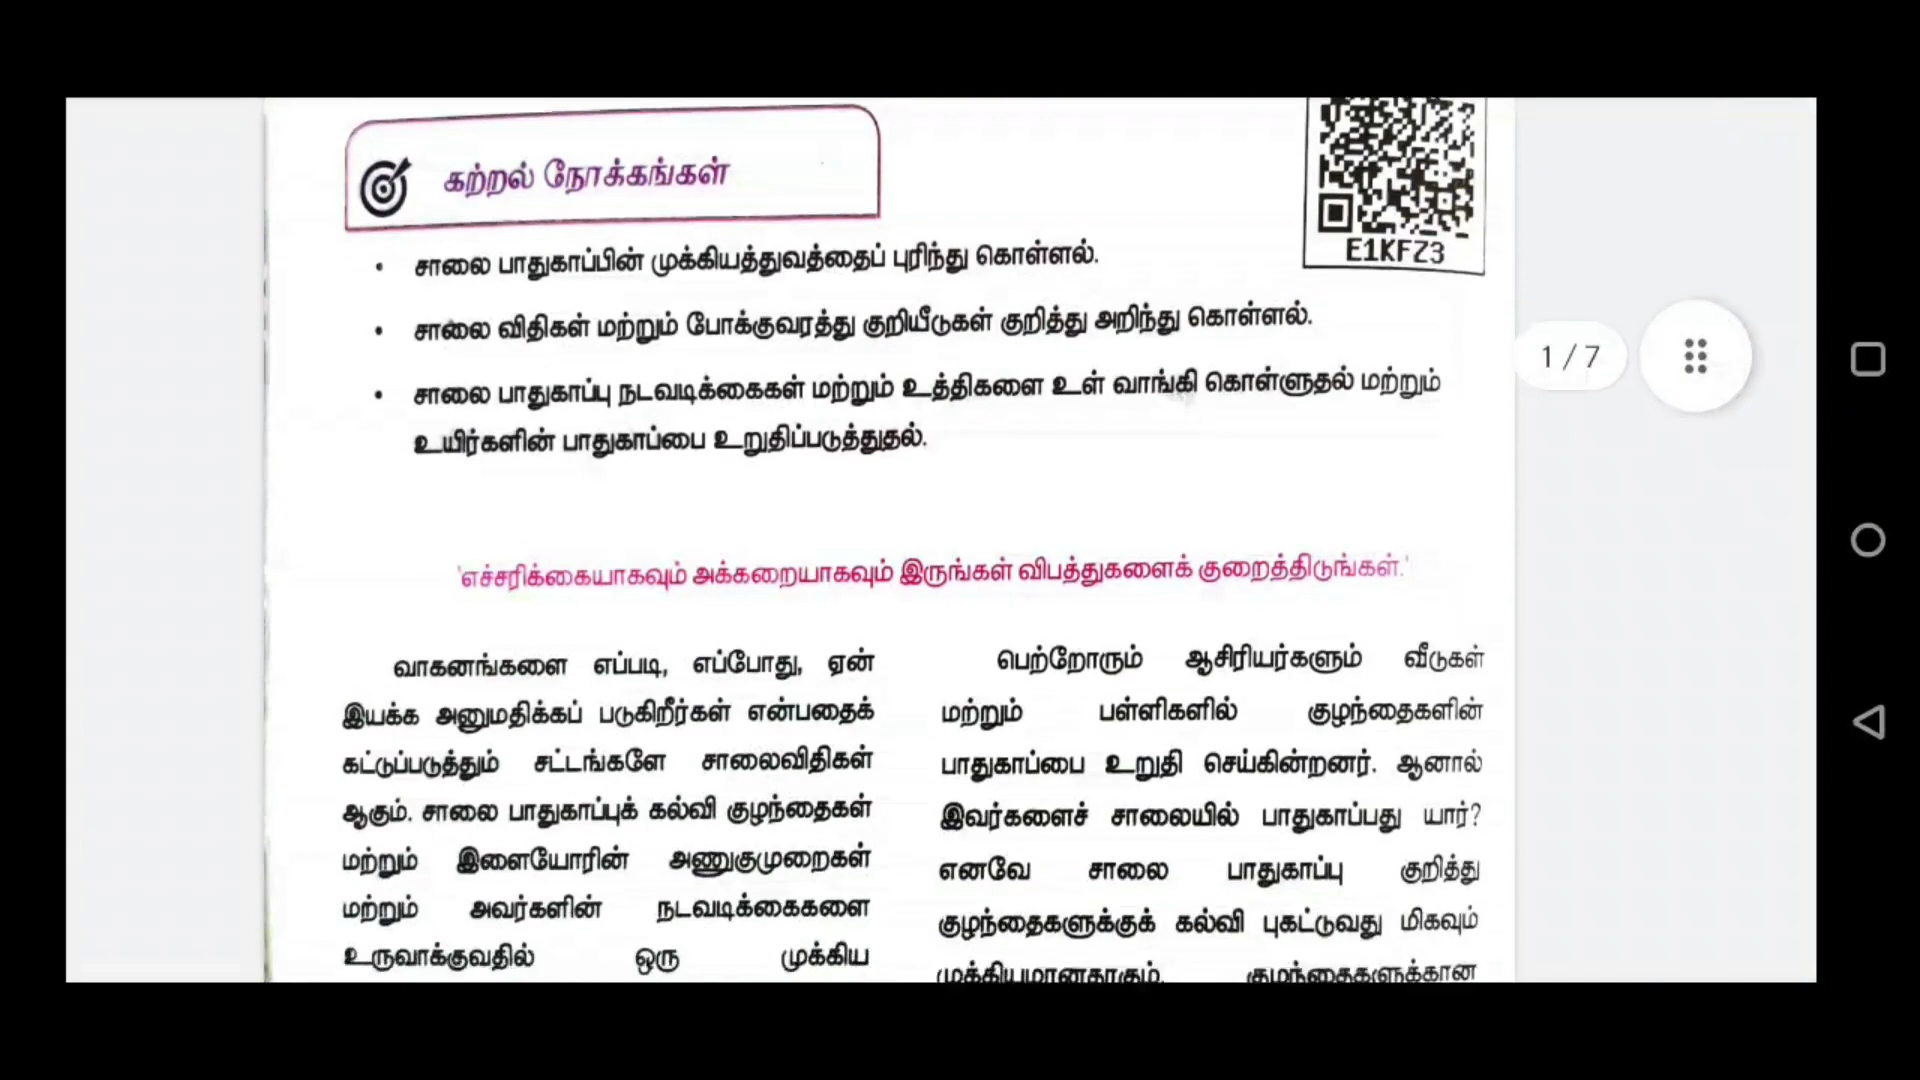 கற்றல் நோக்கங்கள்
E1KFZ3
• சாலை பாதுகாப்பின் முக்கியத்துவத்தைப் புரிந்து கொள்ளல்.
• சாலை விதிகள் மற்றும் போக்குவரத்து குறியீடுகள் குறித்து அறிந்து கொள்ளல்.
• சாலை பாதுகாப்பு நடவடிக்கைகள் மற்றும் உத்திகளை உள் வாங்கி கொள்ளுதல் மற்றும்
உயிர்களின் பாதுகாப்பை உறுதிப்படுத்துதல்.
1 / 7
'எச்சரிக்கையாகவும் அக்கறையாகவும் இருங்கள் விபத்துகளைக் குறைத்திடுங்கள்.'
வாகனங்களை எப்படி, எப்போது, ஏன்
இயக்க அனுமதிக்கப் படுகிறீர்கள் என்பதைக்
கட்டுப்படுத்தும் சட்டங்களே சாலைவிதிகள்
ஆகும். சாலை பாதுகாப்புக் கல்வி குழந்தைகள்
மற்றும் இளையோரின் அணுகுமுறைகள்
மற்றும் அவர்களின் நடவடிக்கைகளை
உருவாக்குவதில் ஒரு முக்கிய
பெற்றோரும் ஆசிரியர்களும் வீடுகள்
மற்றும் பள்ளிகளில் குழந்தைகளின்
பாதுகாப்பை உறுதி செய்கின்றனர். ஆனால்
இவர்களைச் சாலையில் பாதுகாப்பது யார்?
எனவே சாலை பாதுகாப்பு குறித்து
குழந்தைகளுக்குக் கல்வி புகட்டுவது மிகவும்
முக்கியமானதாகும். குழந்தைகளுக்கான